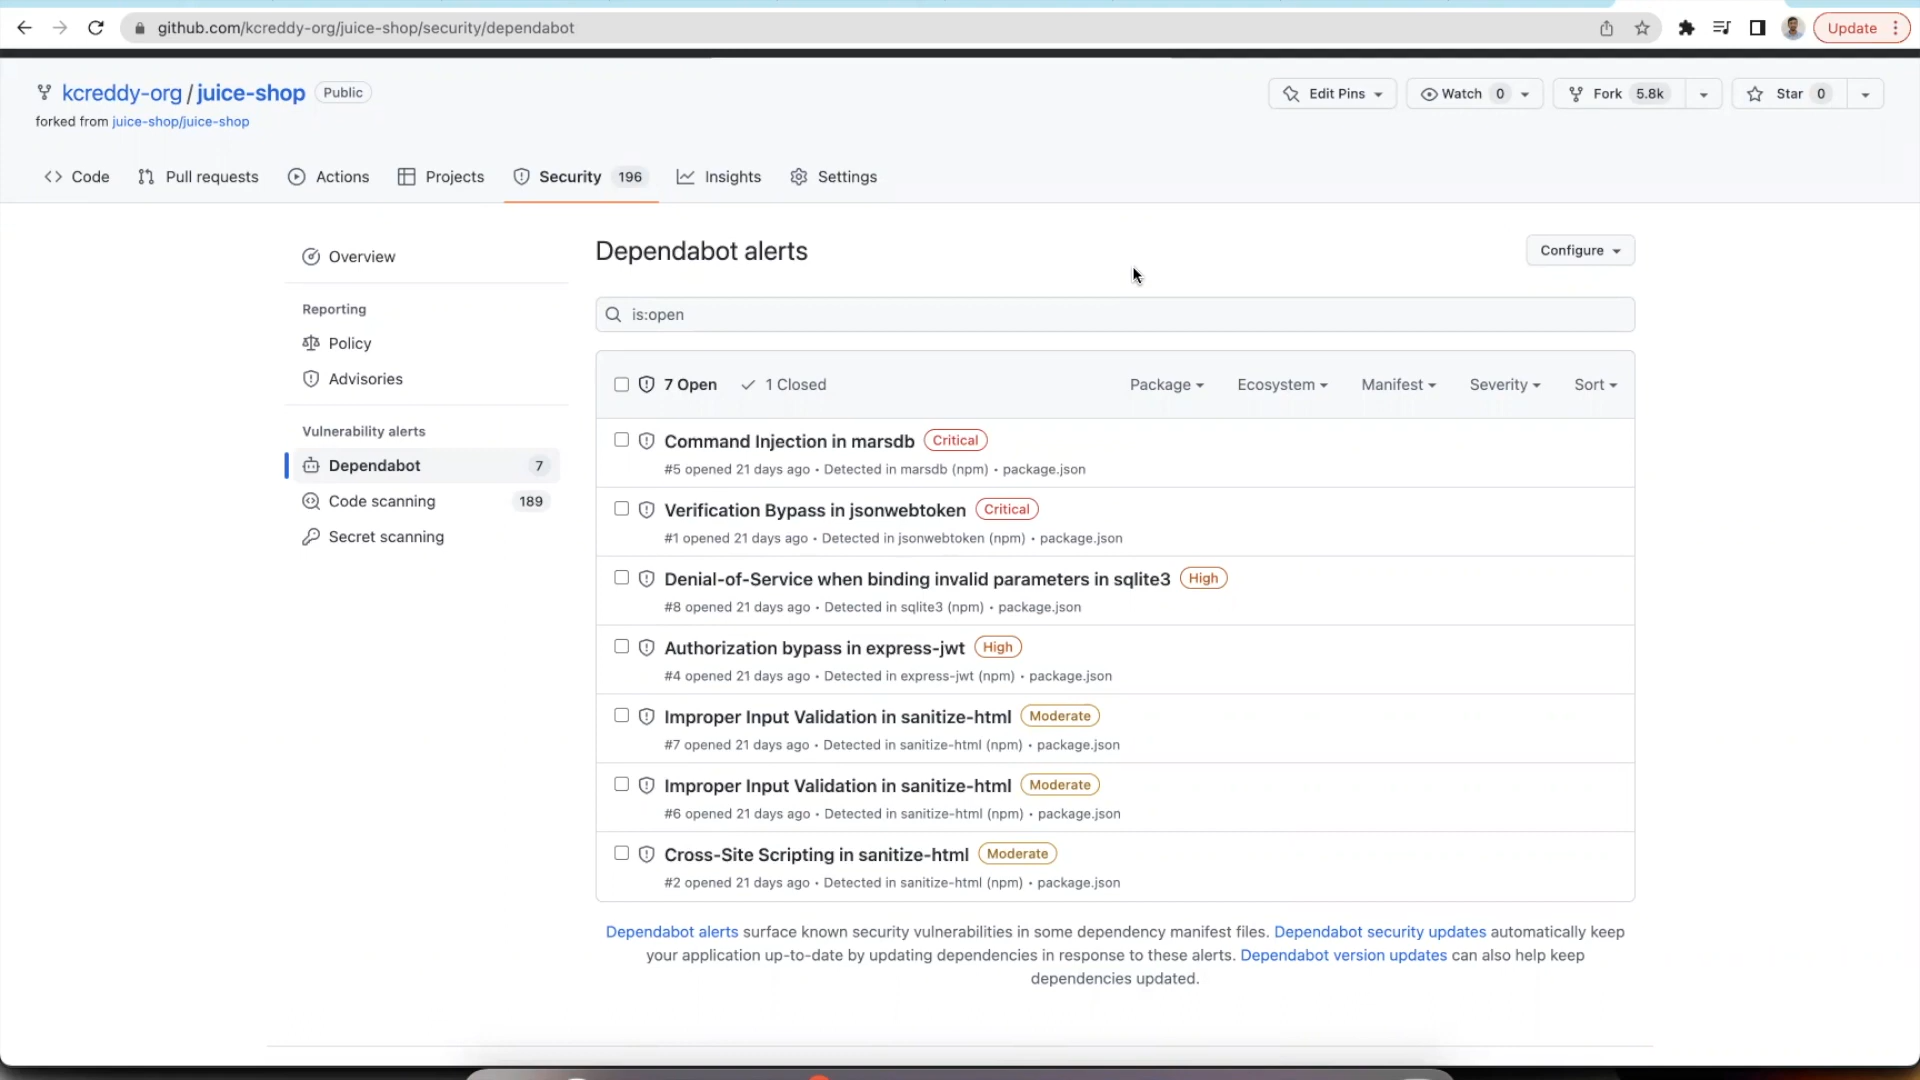 github.com/kcreddy-org/juice-shop/security/dependabot
Update
kcreddy-org / juice-shop Public
Edit Pins
Watch 0
Fork 5.8k
Star 0
forked from juice-shop/juice-shop
Code
Pull requests
Actions
Projects
Security 196
Insights
Settings
Overview
Reporting
Policy
Advisories
Vulnerability alerts
Dependabot 7
Code scanning 189
Secret scanning
Dependabot alerts
Configure
is:open
7 Open 1 Closed
Package Ecosystem Manifest Severity Sort
Command Injection in marsdb Critical
#5 opened 21 days ago • Detected in marsdb (npm) • package.json
Verification Bypass in jsonwebtoken Critical
#1 opened 21 days ago • Detected in jsonwebtoken (npm) • package.json
Denial-of-Service when binding invalid parameters in sqlite3 High
#8 opened 21 days ago • Detected in sqlite3 (npm) • package.json
Authorization bypass in express-jwt High
#4 opened 21 days ago • Detected in express-jwt (npm) • package.json
Improper Input Validation in sanitize-html Moderate
#7 opened 21 days ago • Detected in sanitize-html (npm) • package.json
Improper Input Validation in sanitize-html Moderate
#6 opened 21 days ago • Detected in sanitize-html (npm) • package.json
Cross-Site Scripting in sanitize-html Moderate
#2 opened 21 days ago • Detected in sanitize-html (npm) • package.json
Dependabot alerts surface known security vulnerabilities in some dependency manifest files. Dependabot security updates automatically keep
your application up-to-date by updating dependencies in response to these alerts. Dependabot version updates can also help keep
dependencies updated.